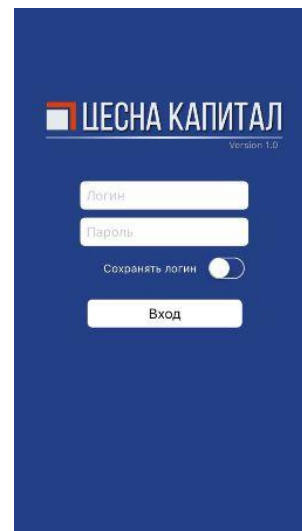 ЦЕСНА КАПИТАЛ
Version 1.0
Логин
Пароль
Сохранять логин
Вход